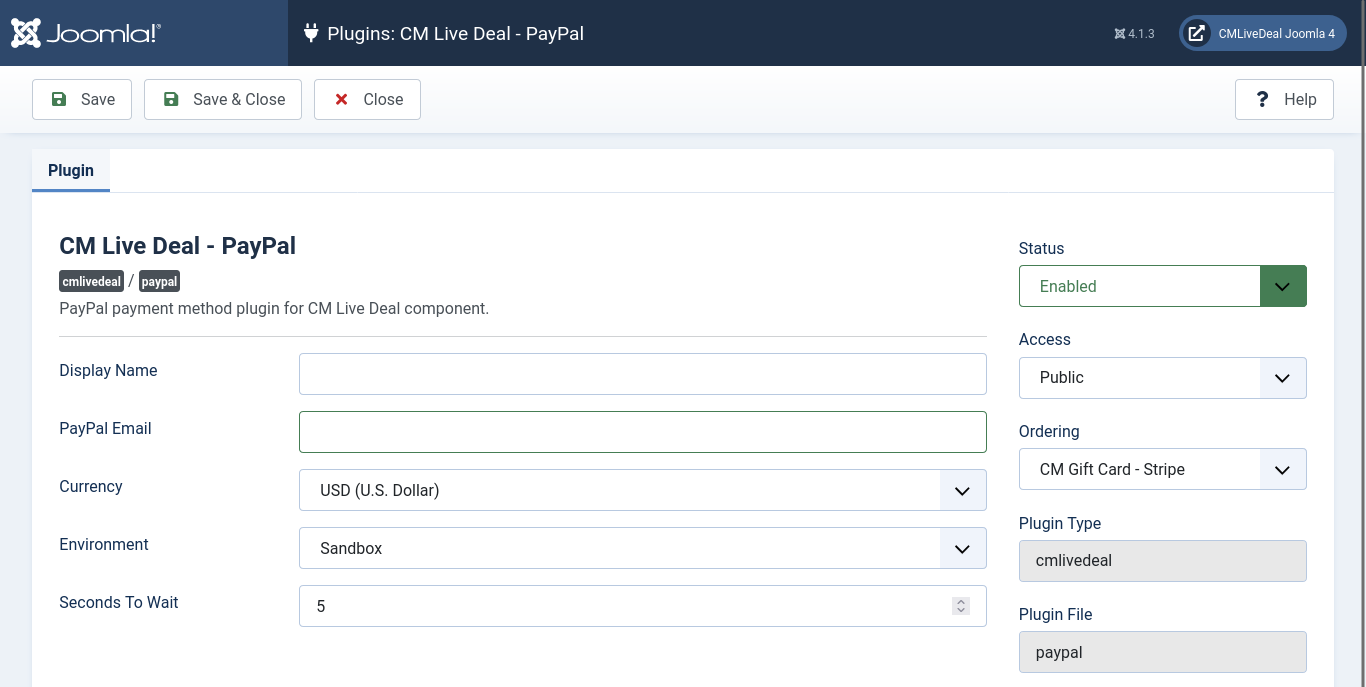 Joomla!®
Plugins: CM Live Deal - PayPal
4.1.3
CMLiveDeal Joomla 4
Save
Save & Close
Close
Help
Plugin
CM Live Deal - PayPal
cmlivedeal / paypal
PayPal payment method plugin for CM Live Deal component.
Display Name
PayPal Email
Currency
USD (U.S. Dollar)
Environment
Sandbox
Seconds To Wait
5
Status
Enabled
Access
Public
Ordering
CM Gift Card - Stripe
Plugin Type
cmlivedeal
Plugin File
paypal